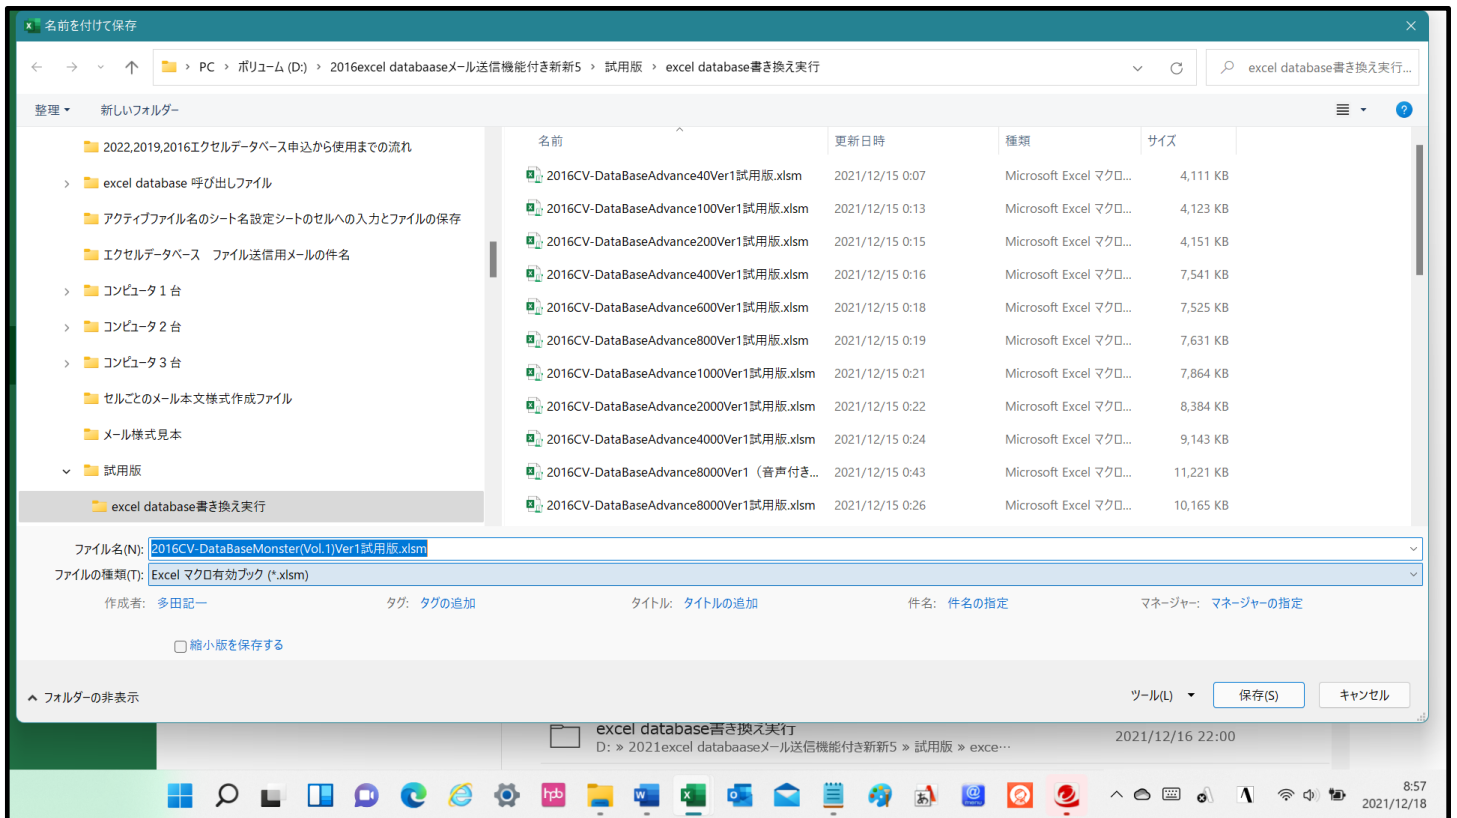 名前を付けて保存
PC › ボリューム (D:) › 2016excel databaaseメール送信機能付き新新5 › 試用版 › excel database書き換え実行
excel database書き換え実行...
整理
新しいフォルダー
2022,2019,2016エクセルデータベース申込から使用までの流れ
excel database 呼び出しファイル
アクティブファイル名のシート名設定シートのセルへの入力とファイルの保存
エクセルデータベース　ファイル送信用メールの件名
コンピュータ 1 台
コンピュータ 2 台
コンピュータ 3 台
セルごとのメール本文様式作成ファイル
メール様式見本
試用版
excel database書き換え実行
名前 更新日時 種類 サイズ
2016CV-DataBaseAdvance40Ver1試用版.xlsm 2021/12/15 0:07 Microsoft Excel マクロ... 4,111 KB
2016CV-DataBaseAdvance100Ver1試用版.xlsm 2021/12/15 0:13 Microsoft Excel マクロ... 4,123 KB
2016CV-DataBaseAdvance200Ver1試用版.xlsm 2021/12/15 0:15 Microsoft Excel マクロ... 4,151 KB
2016CV-DataBaseAdvance400Ver1試用版.xlsm 2021/12/15 0:16 Microsoft Excel マクロ... 7,541 KB
2016CV-DataBaseAdvance600Ver1試用版.xlsm 2021/12/15 0:18 Microsoft Excel マクロ... 7,525 KB
2016CV-DataBaseAdvance800Ver1試用版.xlsm 2021/12/15 0:19 Microsoft Excel マクロ... 7,631 KB
2016CV-DataBaseAdvance1000Ver1試用版.xlsm 2021/12/15 0:21 Microsoft Excel マクロ... 7,864 KB
2016CV-DataBaseAdvance2000Ver1試用版.xlsm 2021/12/15 0:22 Microsoft Excel マクロ... 8,384 KB
2016CV-DataBaseAdvance4000Ver1試用版.xlsm 2021/12/15 0:24 Microsoft Excel マクロ... 9,143 KB
2016CV-DataBaseAdvance8000Ver1（音声付き... 2021/12/15 0:43 Microsoft Excel マクロ... 11,221 KB
2016CV-DataBaseAdvance8000Ver1試用版.xlsm 2021/12/15 0:26 Microsoft Excel マクロ... 10,165 KB
ファイル名(N): 2016CV-DataBaseMonster(Vol.1)Ver1試用版.xlsm
ファイルの種類(T): Excel マクロ有効ブック (*.xlsm)
作成者: 多田記一 タグ: タグの追加 タイトル: タイトルの追加 件名: 件名の指定 マネージャー: マネージャーの指定
縮小版を保存する
フォルダーの非表示
ツール(L) 保存(S) キャンセル
excel database書き換え実行
D: » 2021excel databaaseメール送信機能付き新新5 » 試用版 » exce…
2021/12/16 22:00
hpb
8:57
2021/12/18